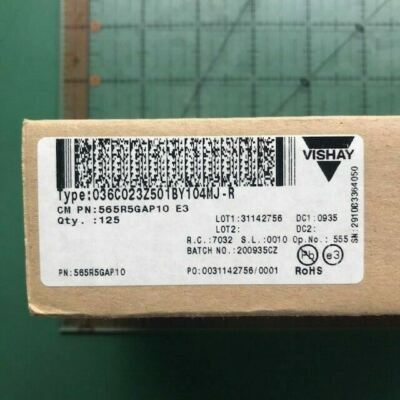 VISHAY
Type:036C023Z501BY104MJ-R
CM PN:565R5GAP10 E3
Qty. :125
LOT1:31142756 DC1:0935
LOT2: DC2:
R.C.:7032 S.L.:0010 Op.No.: 555
BATCH NO.:200935CZ
Pb e3
PN:565R5GAP10 PO:0031142756/0001 RoHS
SN:291003364050